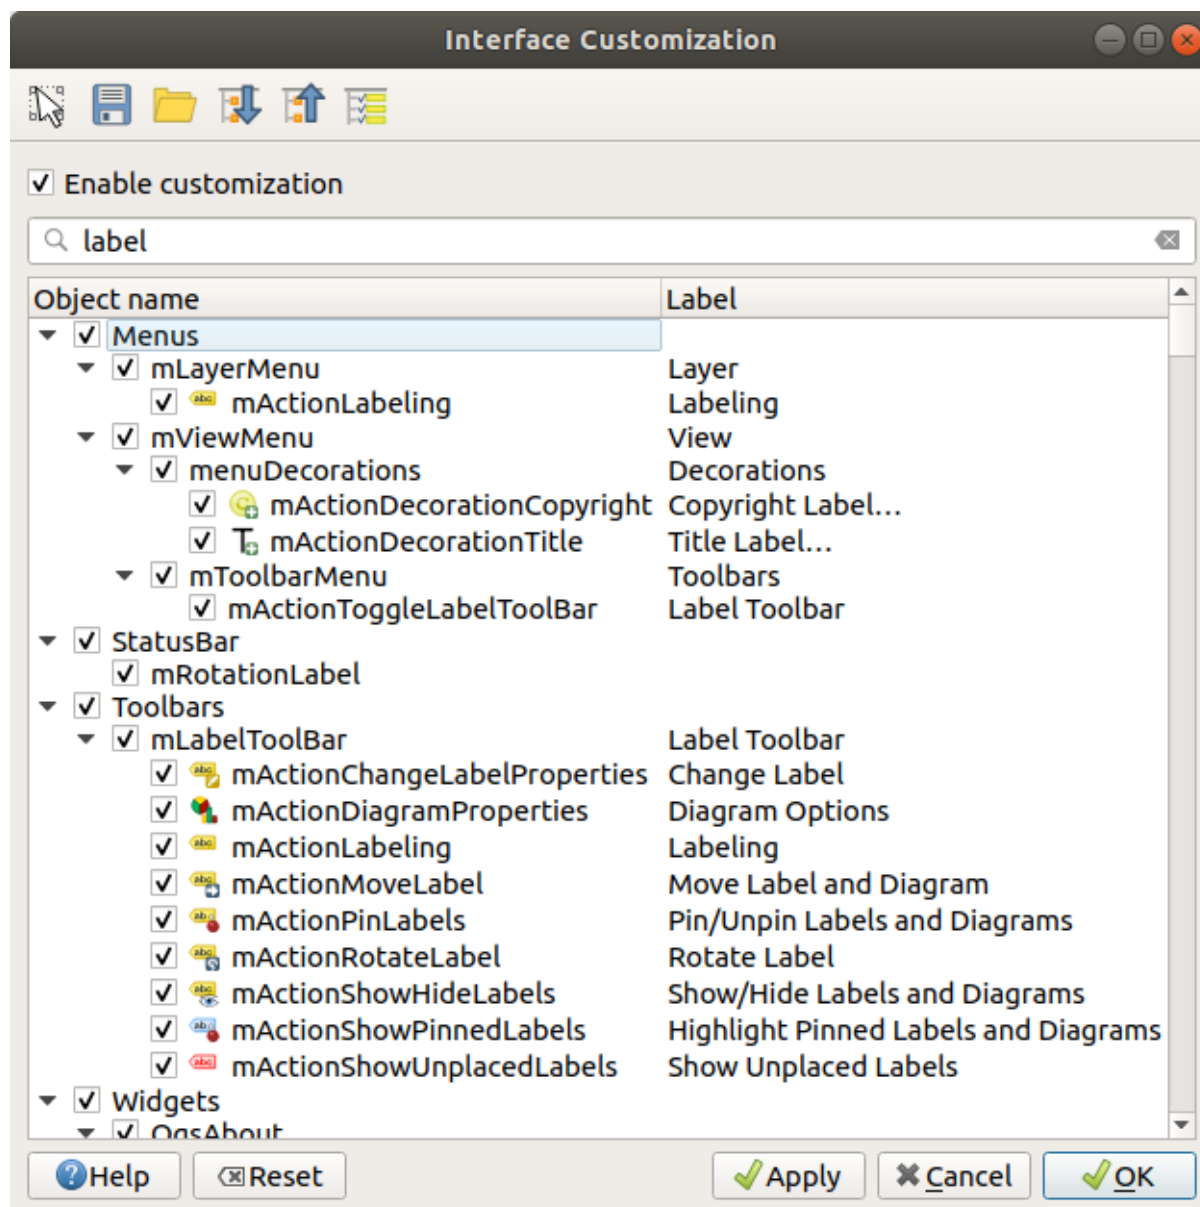 Interface Customization
Enable customization
label
Object name Label
Menus
mLayerMenu Layer
mActionLabeling Labeling
mViewMenu View
menuDecorations Decorations
mActionDecorationCopyright Copyright Label...
mActionDecorationTitle Title Label...
mToolbarMenu Toolbars
mActionToggleLabelToolBar Label Toolbar
StatusBar
mRotationLabel
Toolbars
mLabelToolBar Label Toolbar
mActionChangeLabelProperties Change Label
mActionDiagramProperties Diagram Options
mActionLabeling Labeling
mActionMoveLabel Move Label and Diagram
mActionPinLabels Pin/Unpin Labels and Diagrams
mActionRotateLabel Rotate Label
mActionShowHideLabels Show/Hide Labels and Diagrams
mActionShowPinnedLabels Highlight Pinned Labels and Diagrams
mActionShowUnplacedLabels Show Unplaced Labels
Widgets
QgsAbout
Help Reset Apply Cancel OK